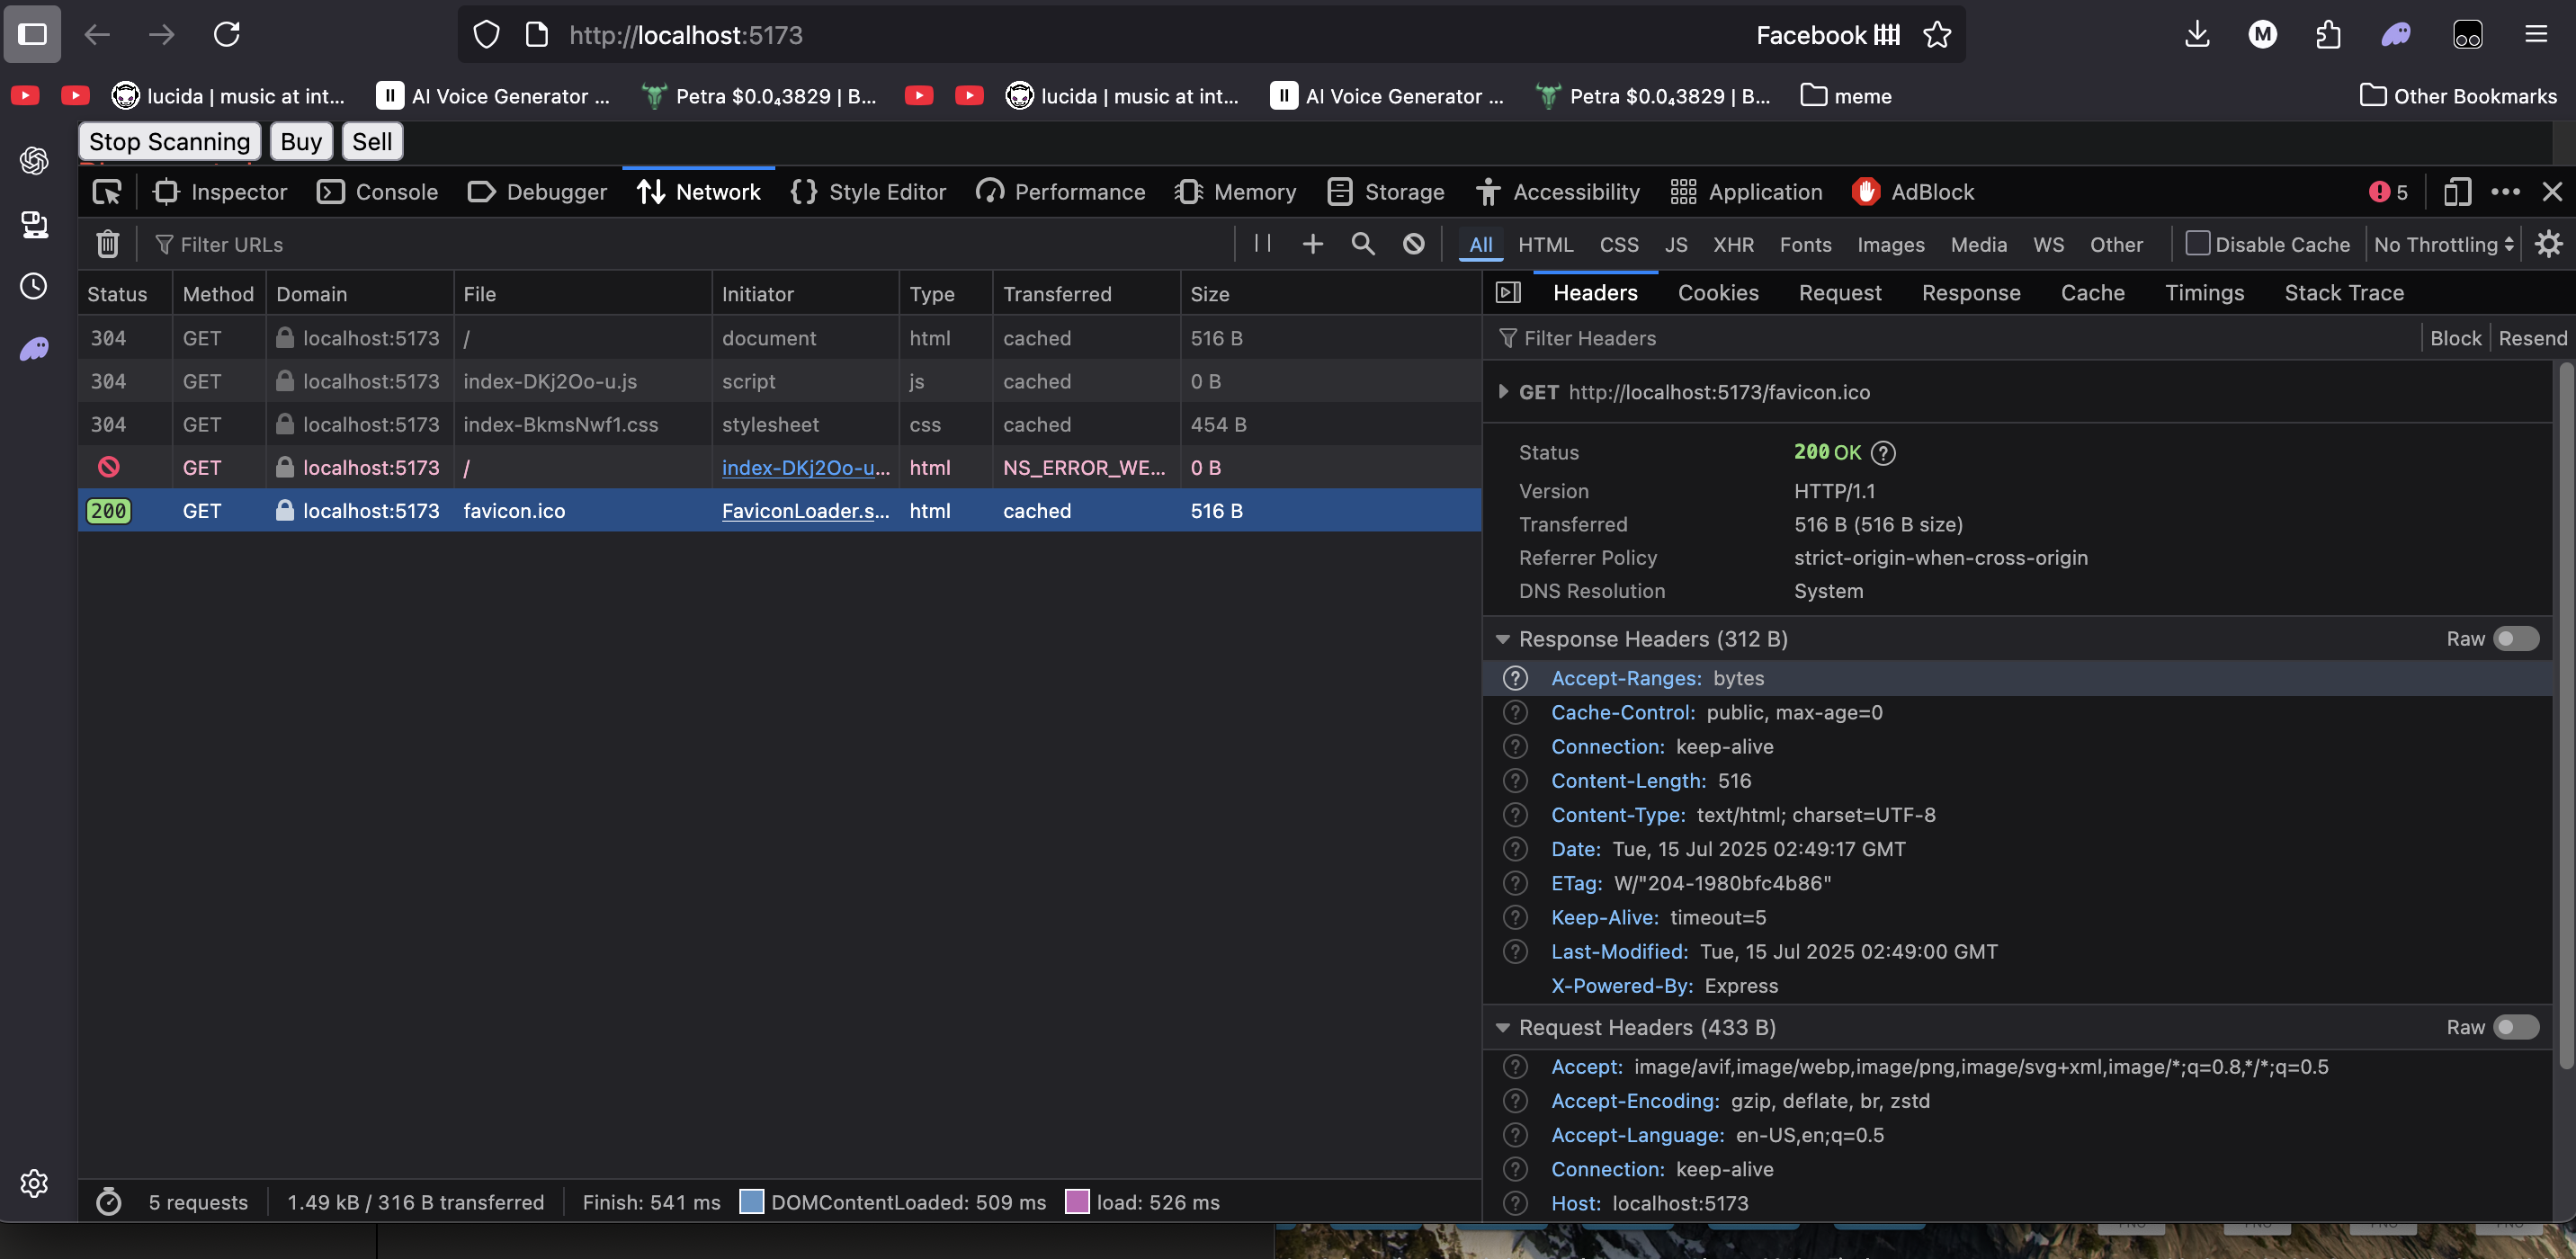 http://localhost:5173
Facebook
M
lucida | music at int...
AI Voice Generator ...
Petra $0.0₄3829 | B...
lucida | music at int...
AI Voice Generator ...
Petra $0.0₄3829 | B...
meme
Other Bookmarks
Stop Scanning Buy Sell
Inspector Console Debugger Network Style Editor Performance Memory Storage Accessibility Application AdBlock 5
Filter URLs
All HTML CSS JS XHR Fonts Images Media WS Other Disable Cache No Throttling
Status Method Domain File Initiator Type Transferred Size
304 GET localhost:5173 / document html cached 516 B
304 GET localhost:5173 index-DKj2Oo-u.js script js cached 0 B
304 GET localhost:5173 index-BkmsNwf1.css stylesheet css cached 454 B
GET localhost:5173 / index-DKj2Oo-u... html NS_ERROR_WE... 0 B
200 GET localhost:5173 favicon.ico FaviconLoader.s... html cached 516 B
Headers Cookies Request Response Cache Timings Stack Trace
Filter Headers Block Resend
GET http://localhost:5173/favicon.ico
Status 200 OK
Version HTTP/1.1
Transferred 516 B (516 B size)
Referrer Policy strict-origin-when-cross-origin
DNS Resolution System
Response Headers (312 B) Raw
Accept-Ranges: bytes
Cache-Control: public, max-age=0
Connection: keep-alive
Content-Length: 516
Content-Type: text/html; charset=UTF-8
Date: Tue, 15 Jul 2025 02:49:17 GMT
ETag: W/"204-1980bfc4b86"
Keep-Alive: timeout=5
Last-Modified: Tue, 15 Jul 2025 02:49:00 GMT
X-Powered-By: Express
Request Headers (433 B) Raw
Accept: image/avif,image/webp,image/png,image/svg+xml,image/*;q=0.8,*/*;q=0.5
Accept-Encoding: gzip, deflate, br, zstd
Accept-Language: en-US,en;q=0.5
Connection: keep-alive
Host: localhost:5173
5 requests 1.49 kB / 316 B transferred Finish: 541 ms DOMContentLoaded: 509 ms load: 526 ms